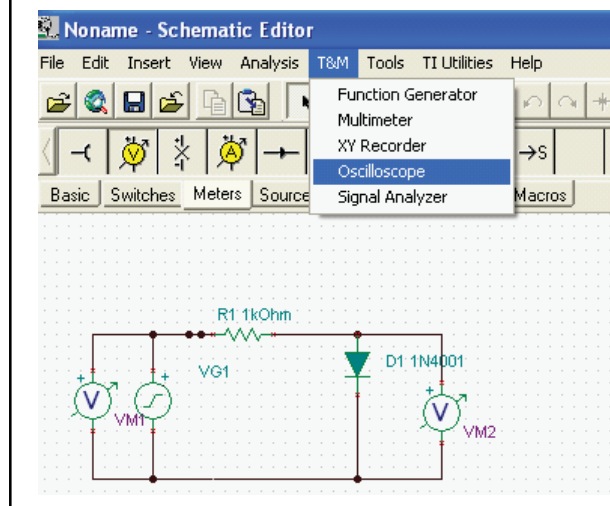 Noname - Schematic Editor
File Edit Insert View Analysis T&M Tools TI Utilities Help
Function Generator
Multimeter
XY Recorder
Oscilloscope
Signal Analyzer
V A →S
Basic Switches Meters Source Macros
R1 1kOhm
VG1
D1 1N4001
V
VM1
V
VM2